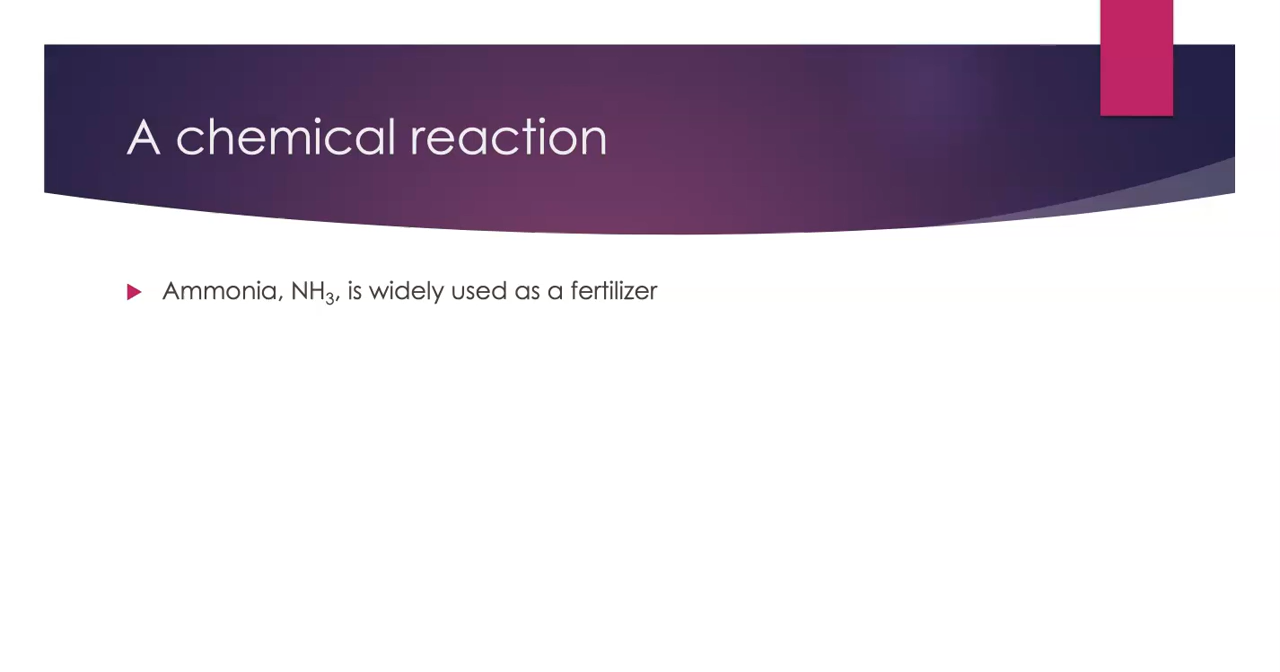 A chemical reaction
Ammonia, NH₃, is widely used as a fertilizer